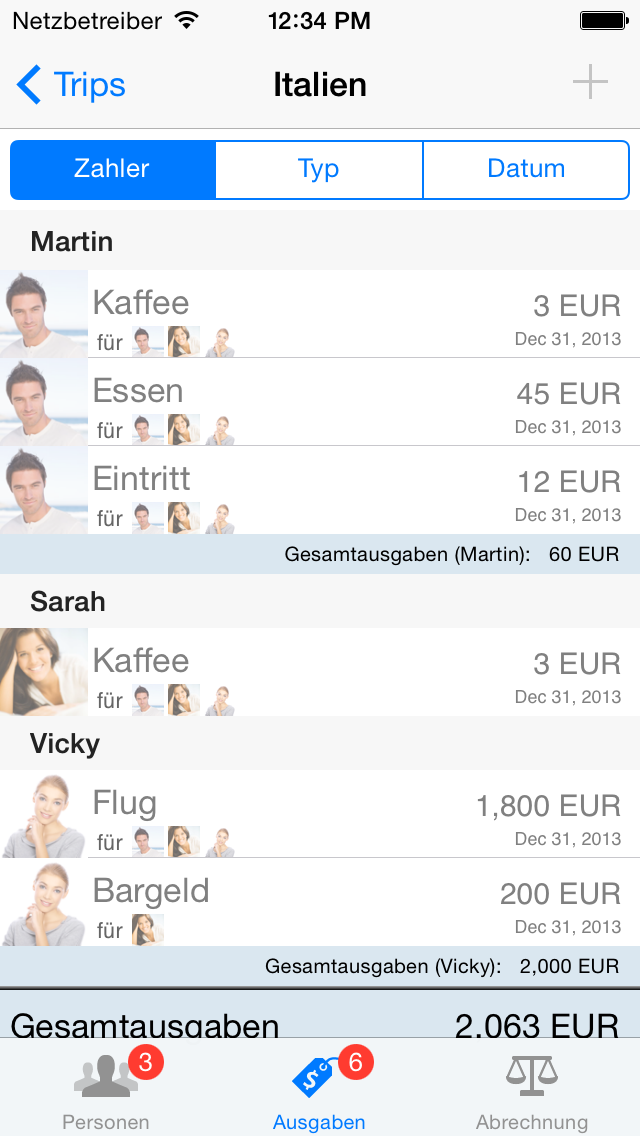 Netzbetreiber 12:34 PM
Trips Italien
Zahler Typ Datum
Martin
Kaffee 3 EUR
für Dec 31, 2013
Essen 45 EUR
für Dec 31, 2013
Eintritt 12 EUR
für Dec 31, 2013
Gesamtausgaben (Martin): 60 EUR
Sarah
Kaffee 3 EUR
für Dec 31, 2013
Vicky
Flug 1,800 EUR
für Dec 31, 2013
Bargeld 200 EUR
für Dec 31, 2013
Gesamtausgaben (Vicky): 2,000 EUR
Gesamtausgaben 2,063 EUR
3 6
Personen Ausgaben Abrechnung